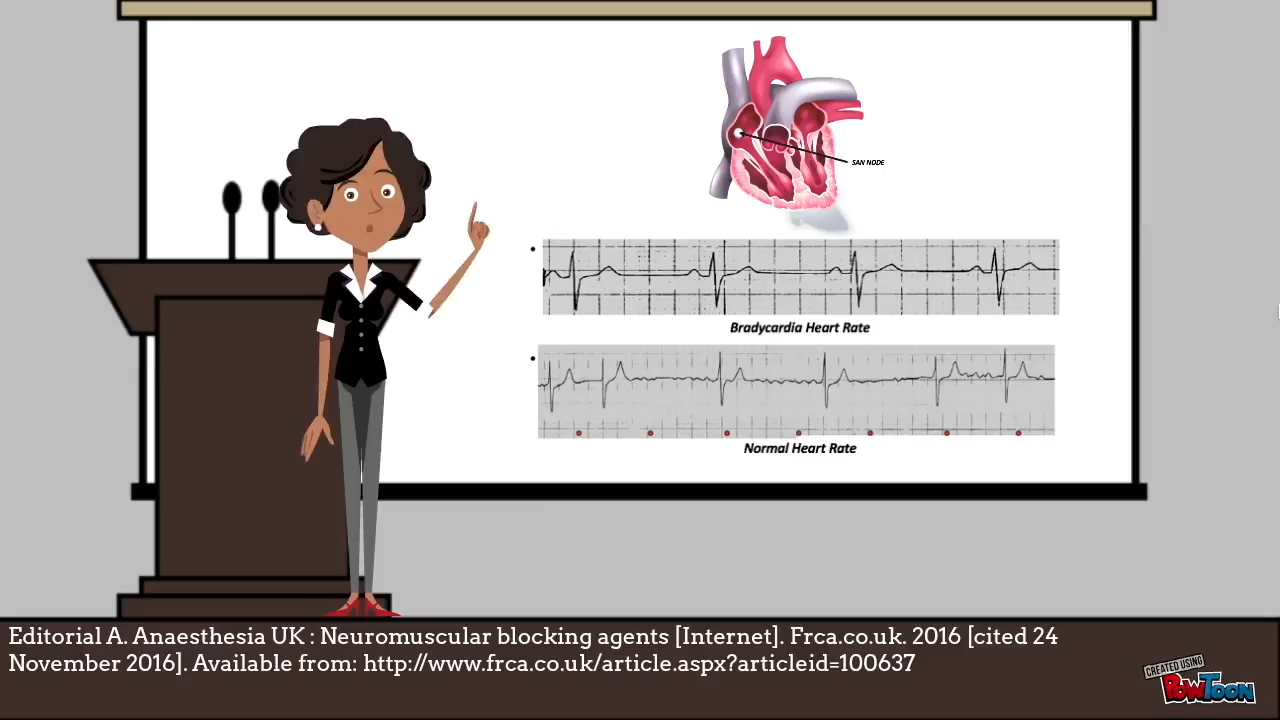 SAN NODE
Bradycardia Heart Rate
Normal Heart Rate
Editorial A. Anaesthesia UK : Neuromuscular blocking agents [Internet]. Frca.co.uk. 2016 [cited 24
November 2016]. Available from: http://www.frca.co.uk/article.aspx?articleid=100637
CREATED USING
POWTOON